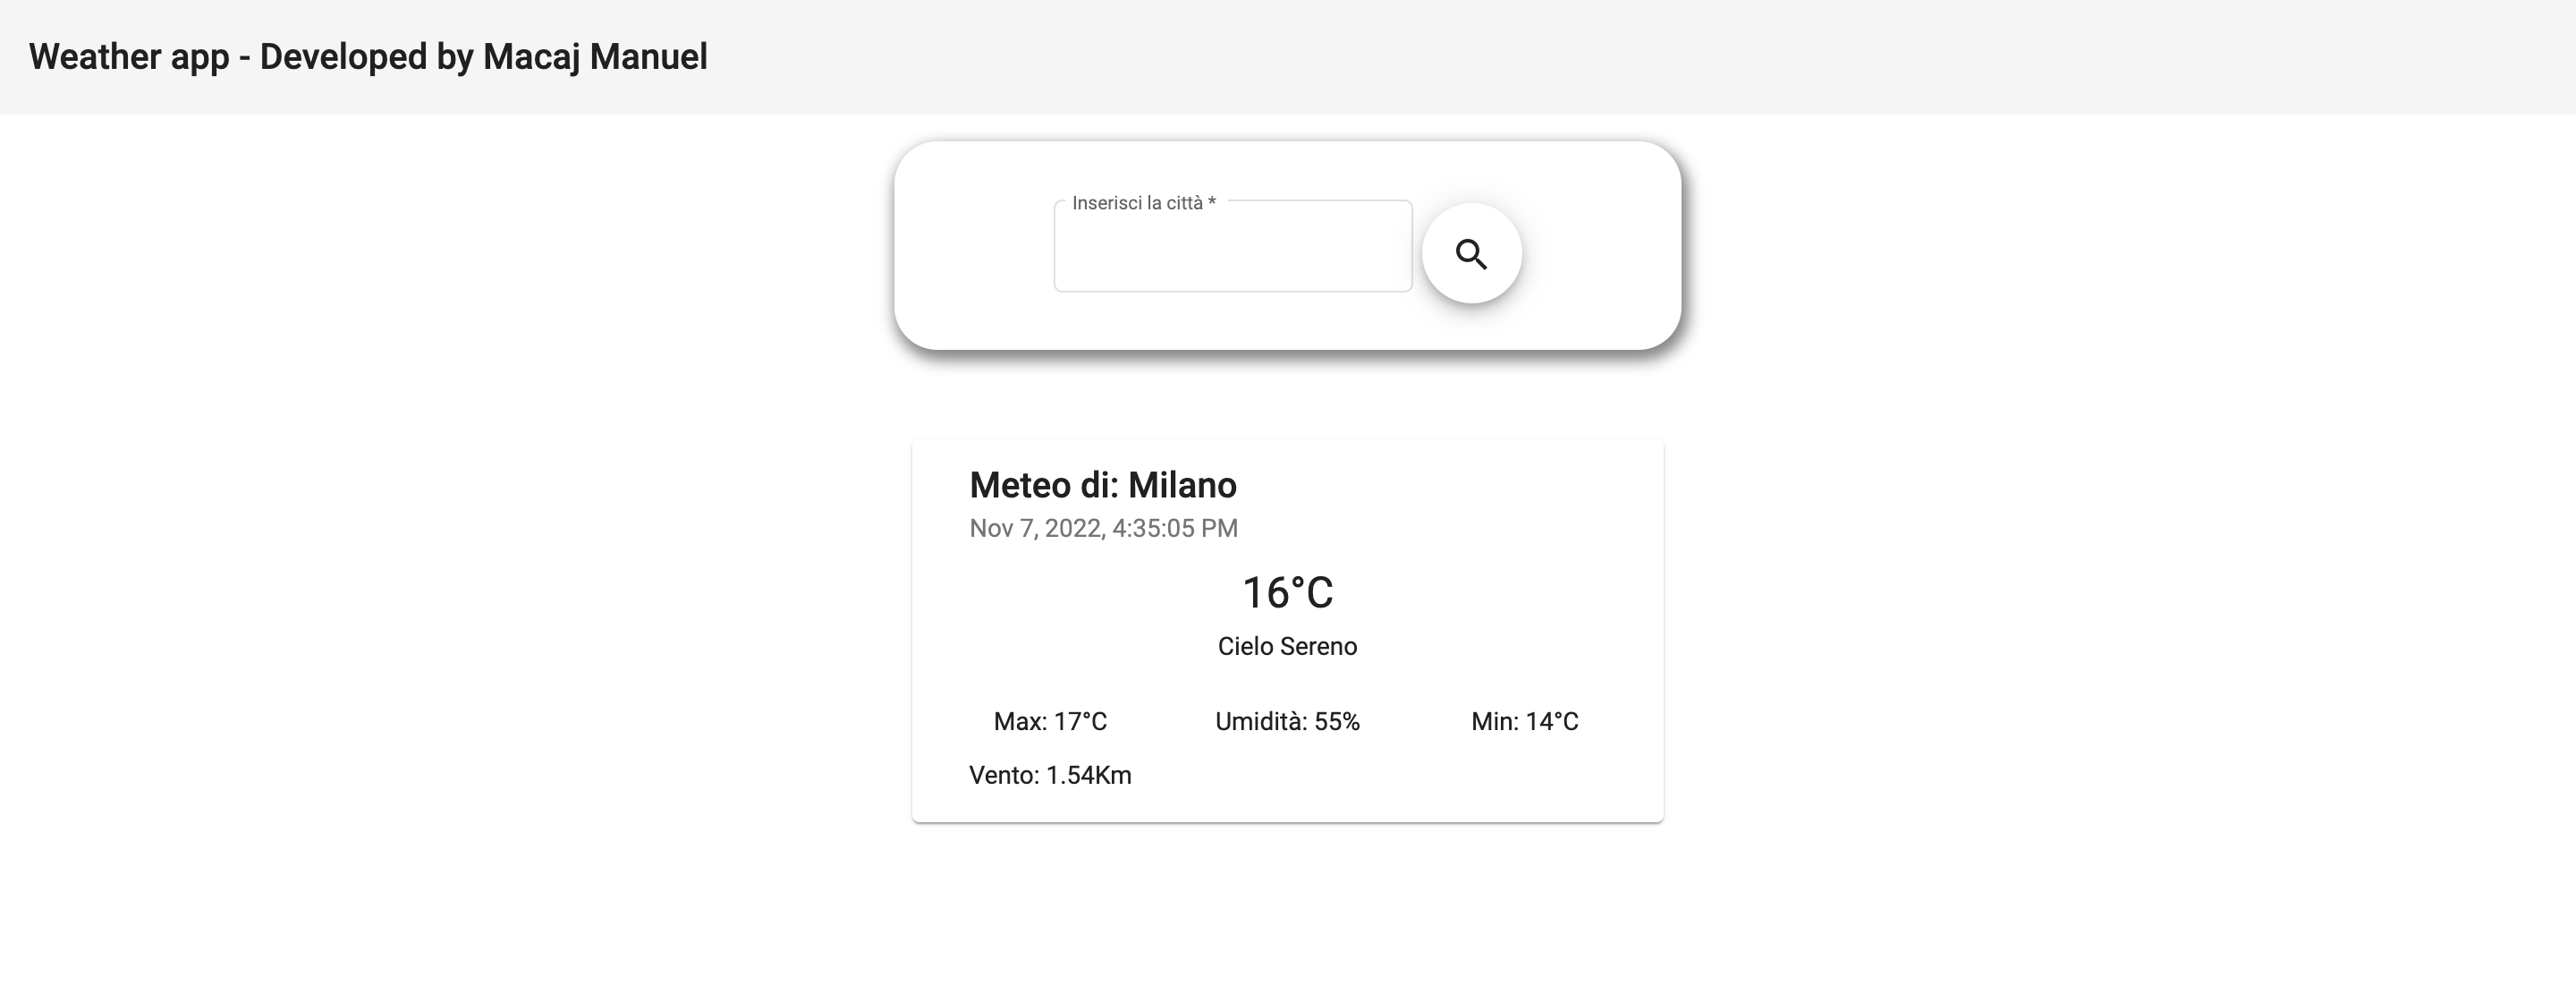 Weather app - Developed by Macaj Manuel
Inserisci la città *
Meteo di: Milano
Nov 7, 2022, 4:35:05 PM
16°C
Cielo Sereno
Max: 17°C Umidità: 55% Min: 14°C
Vento: 1.54Km